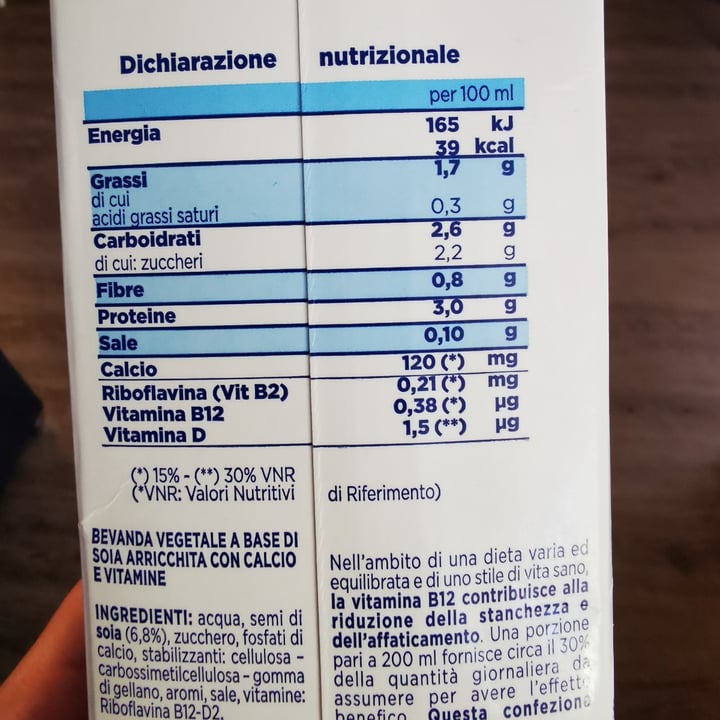 Dichiarazione nutrizionale
per 100 ml
Energia 165 kJ
39 kcal
Grassi 1,7 g
di cui
acidi grassi saturi 0,3 g
Carboidrati 2,6 g
di cui: zuccheri 2,2 g
Fibre 0,8 g
Proteine 3,0 g
Sale 0,10 g
Calcio 120 (*) mg
Riboflavina (Vit B2) 0,21 (*) mg
Vitamina B12 0,38 (*) µg
Vitamina D 1,5 (**) µg
(*) 15% - (**) 30% VNR
(*VNR: Valori Nutritivi di Riferimento)
BEVANDA VEGETALE A BASE DI
SOIA ARRICCHITA CON CALCIO
E VITAMINE
INGREDIENTI: acqua, semi di
soia (6,8%), zucchero, fosfati di
calcio, stabilizzanti: cellulosa -
carbossimetilcellulosa - gomma
di gellano, aromi, sale, vitamine:
Riboflavina B12-D2.
Nell'ambito di una dieta varia ed
equilibrata e di uno stile di vita sano,
la vitamina B12 contribuisce alla
riduzione della stanchezza e
dell'affaticamento. Una porzione
pari a 200 ml fornisce circa il 30%
della quantità giornaliera da
assumere per avere l'effetto
benefico. Questa confezione